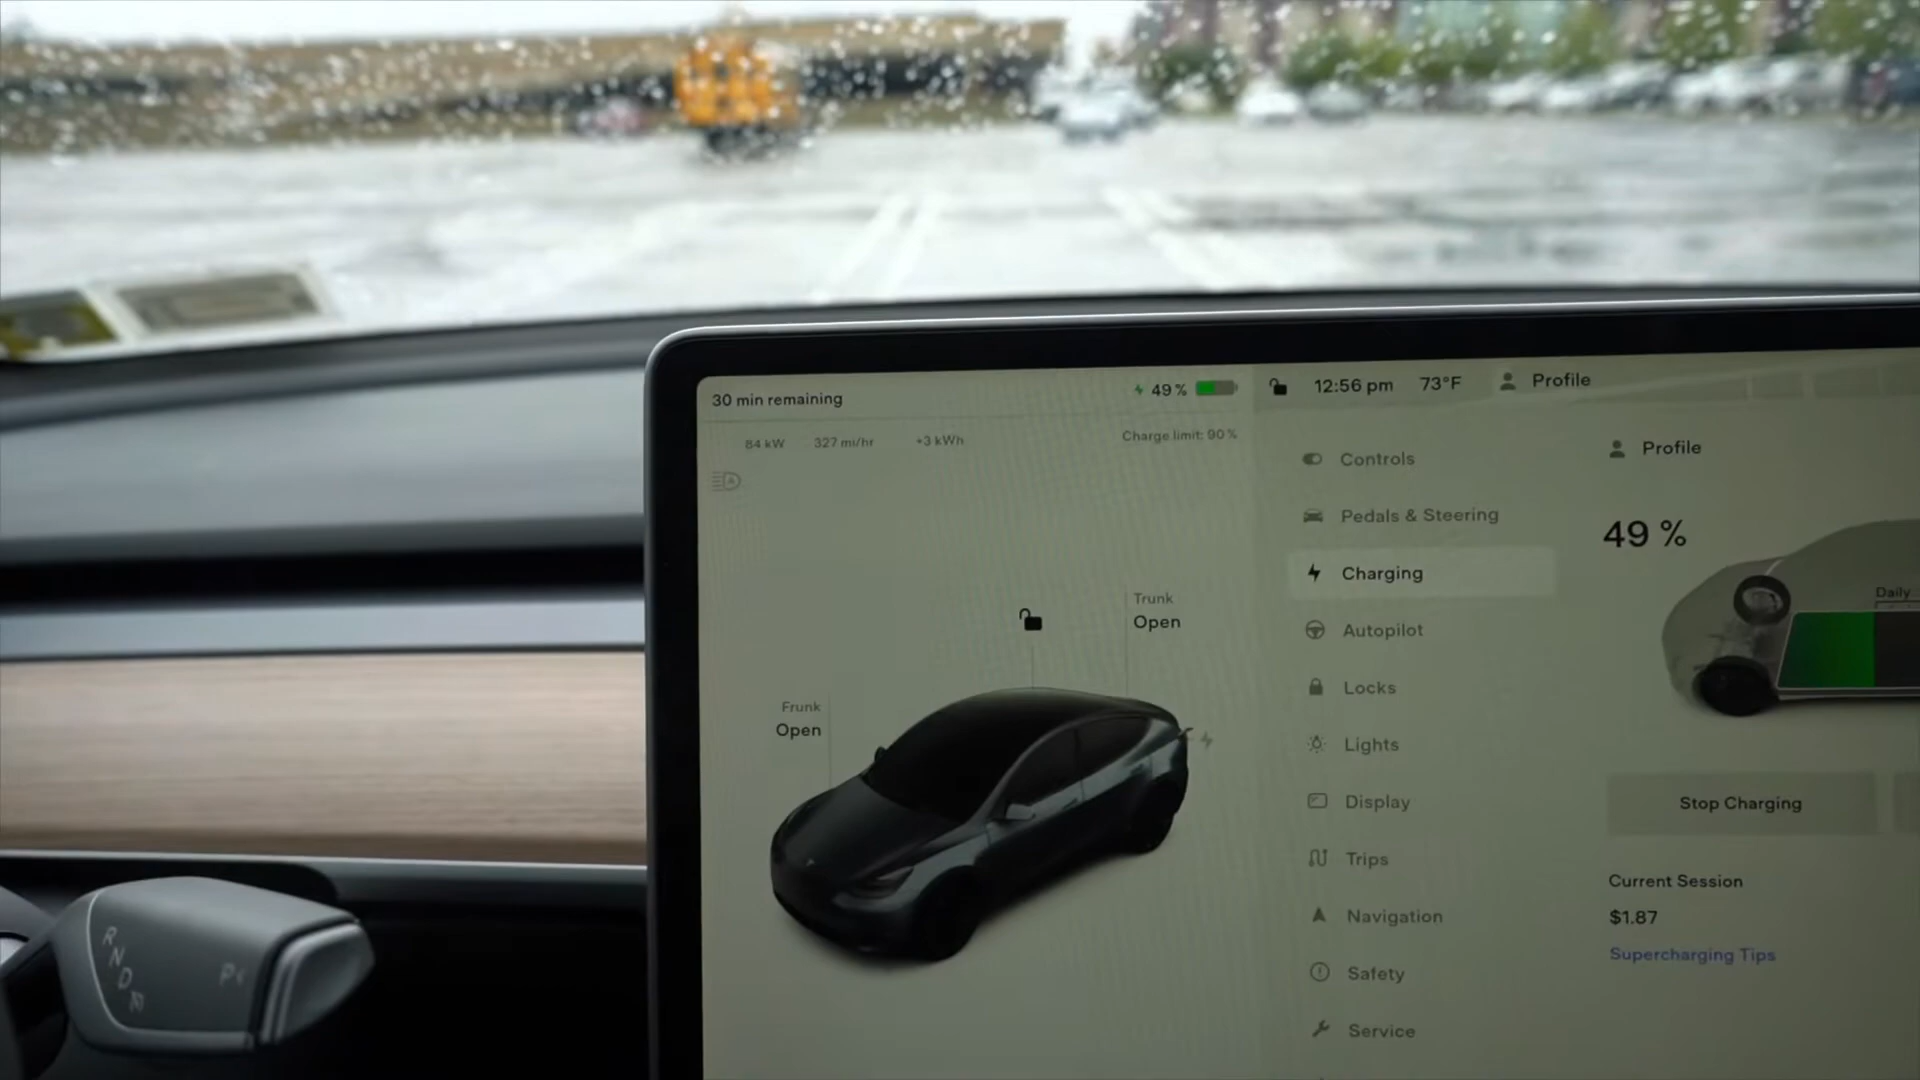 30 min remaining
49 %
12:56 pm
73°F
Profile
84 kW
327 mi/hr
+3 kWh
Charge limit: 90 %
Controls
Pedals & Steering
Charging
Autopilot
Locks
Lights
Display
Trips
Navigation
Safety
Service
Trunk
Open
Frunk
Open
Profile
49 %
Daily
Stop Charging
Current Session
$1.87
Supercharging Tips
R
N
D
P